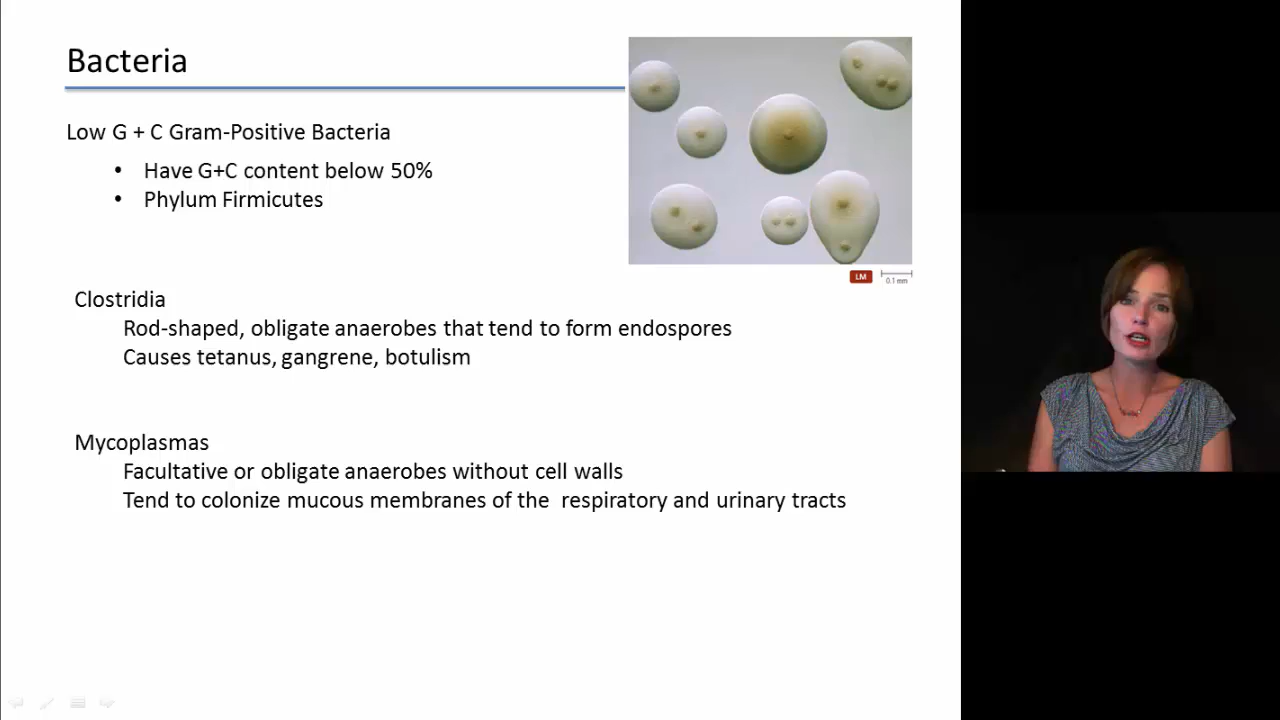 Bacteria
Low G + C Gram-Positive Bacteria
• Have G+C content below 50%
• Phylum Firmicutes
LM
0.1 mm
Clostridia
Rod-shaped, obligate anaerobes that tend to form endospores
Causes tetanus, gangrene, botulism
Mycoplasmas
Facultative or obligate anaerobes without cell walls
Tend to colonize mucous membranes of the  respiratory and urinary tracts